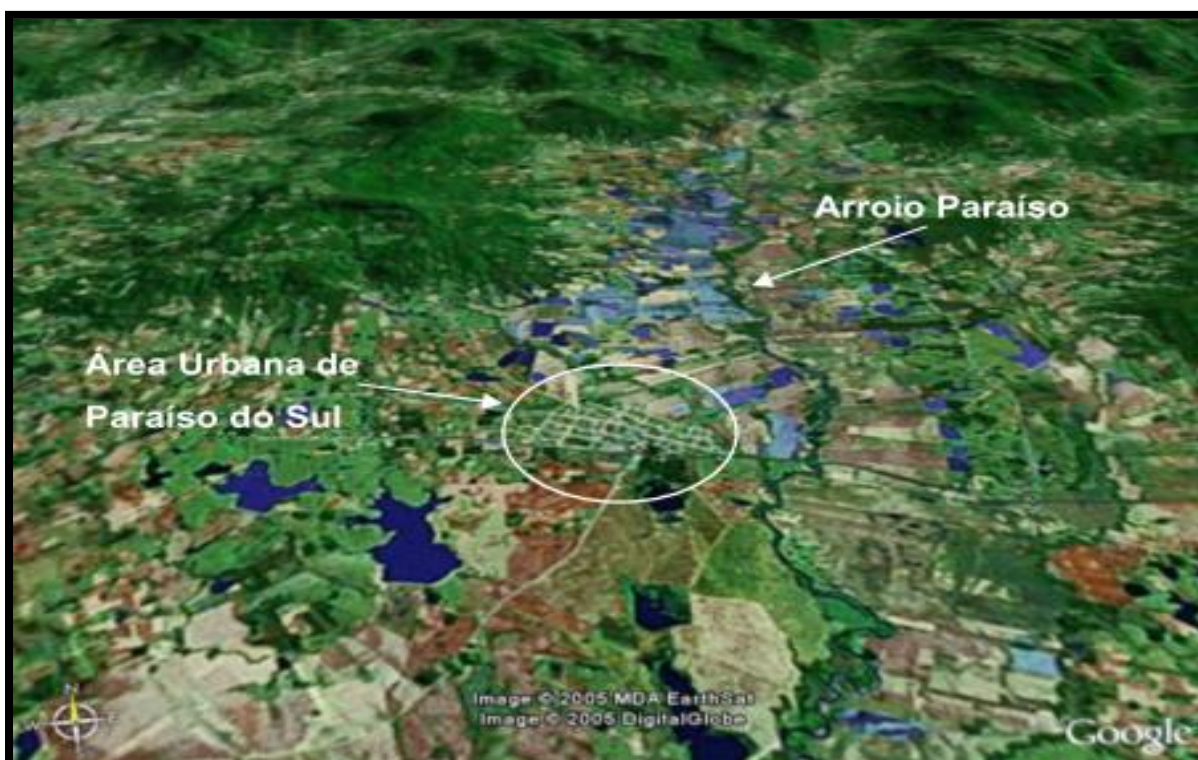 Arroio Paraíso
Área Urbana de
Paraíso do Sul
Image © 2005 MDA EarthSat
Image © 2005 DigitalGlobe
Google
N
E